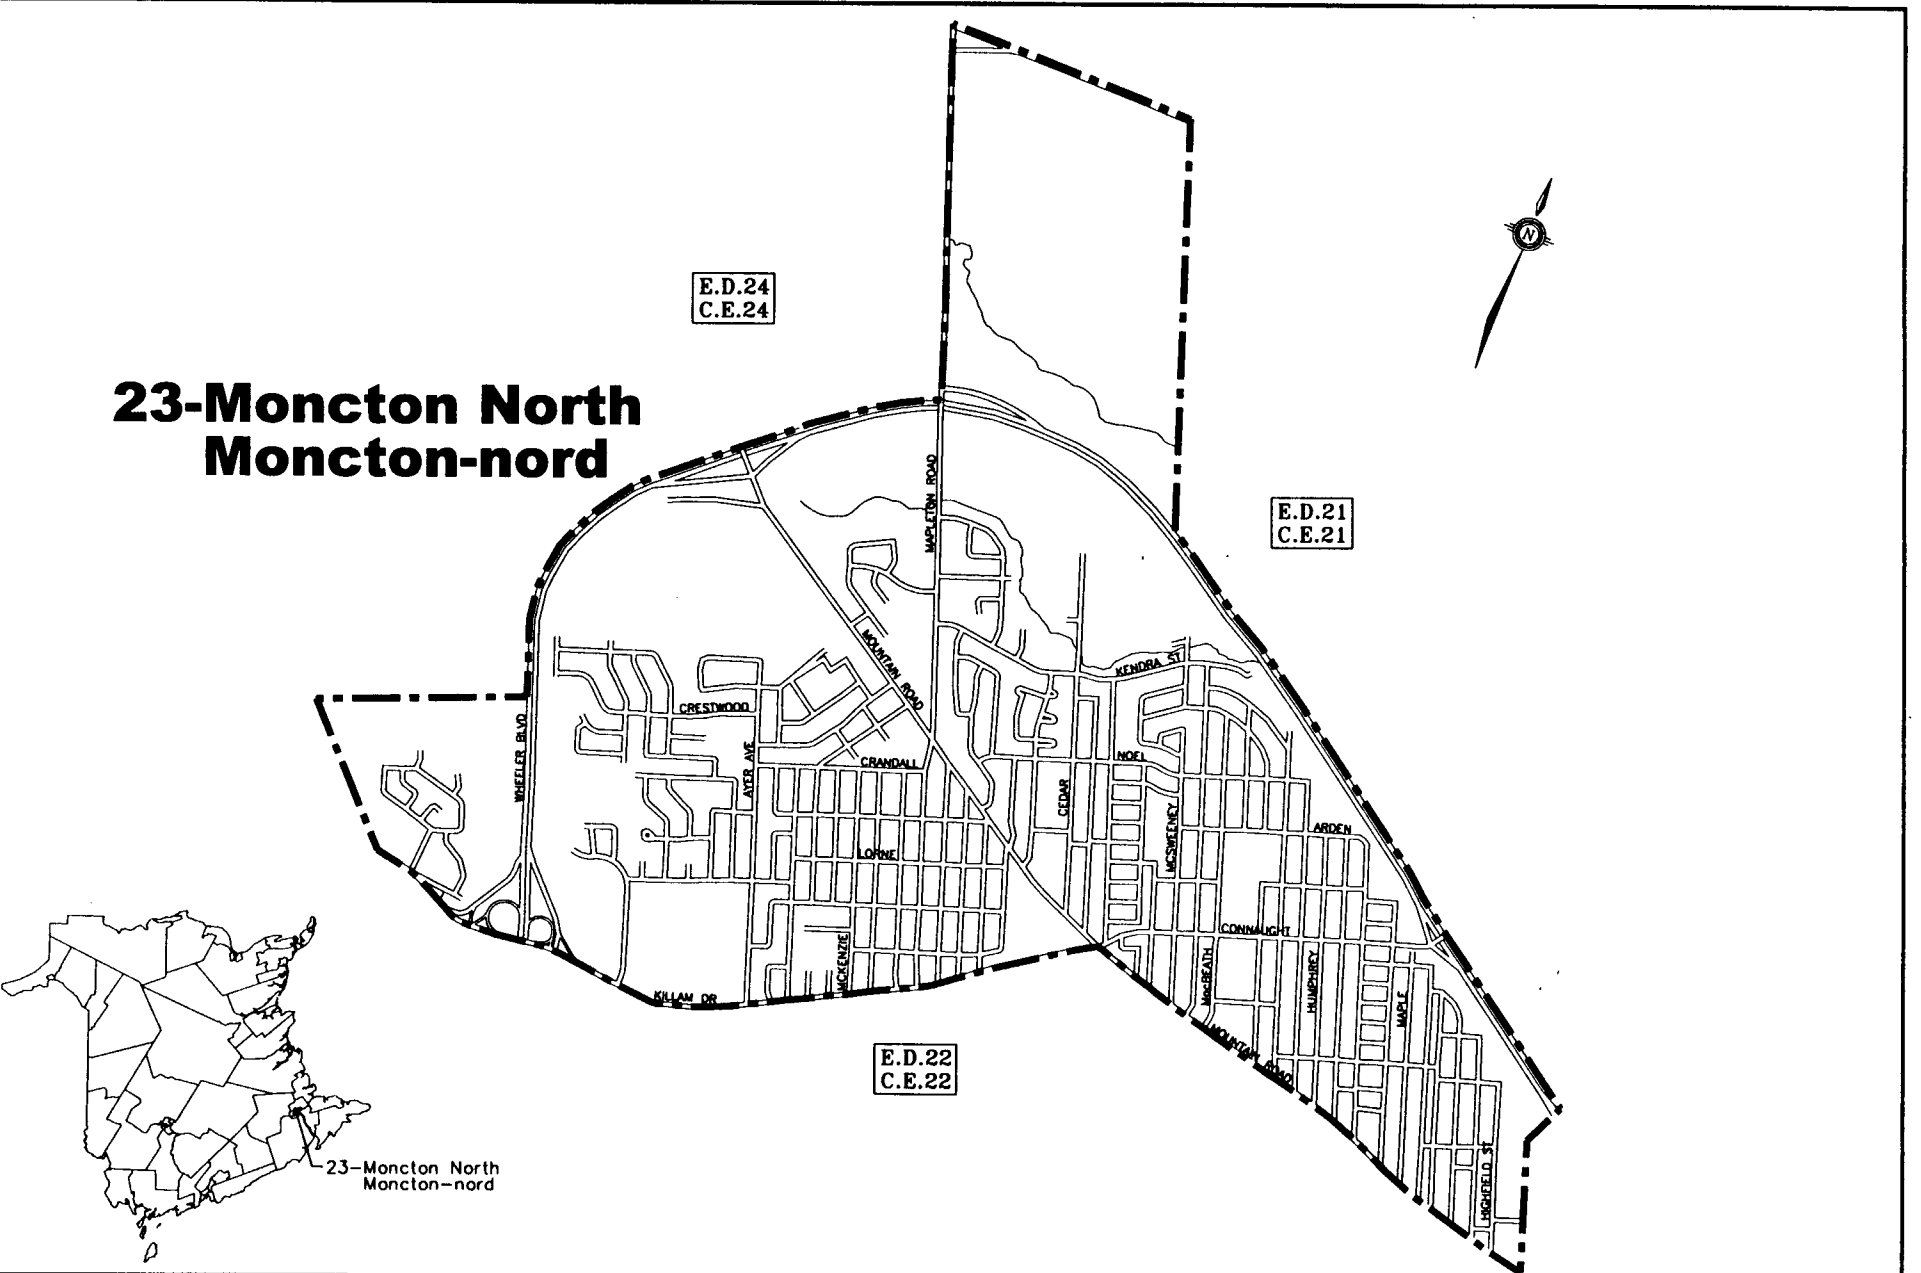 E.D.24
C.E.24
23-Moncton North
Moncton-nord
N
E.D.21
C.E.21
MAPLETON ROAD
MOUNTAIN ROAD
KENDRA ST
CRESTWOOD
WHEELER BLVD
AYER AVE
CRANDALL
NOEL
CEDAR
MCSWEENEY
ARDEN
LORNE
CONNAUGHT
MCKENZIE
MacBEATH
HUMPHREY
MAPLE
KILLAM DR
MOUNTAIN ROAD
E.D.22
C.E.22
HIGHFIELD ST
23-Moncton North
Moncton-nord